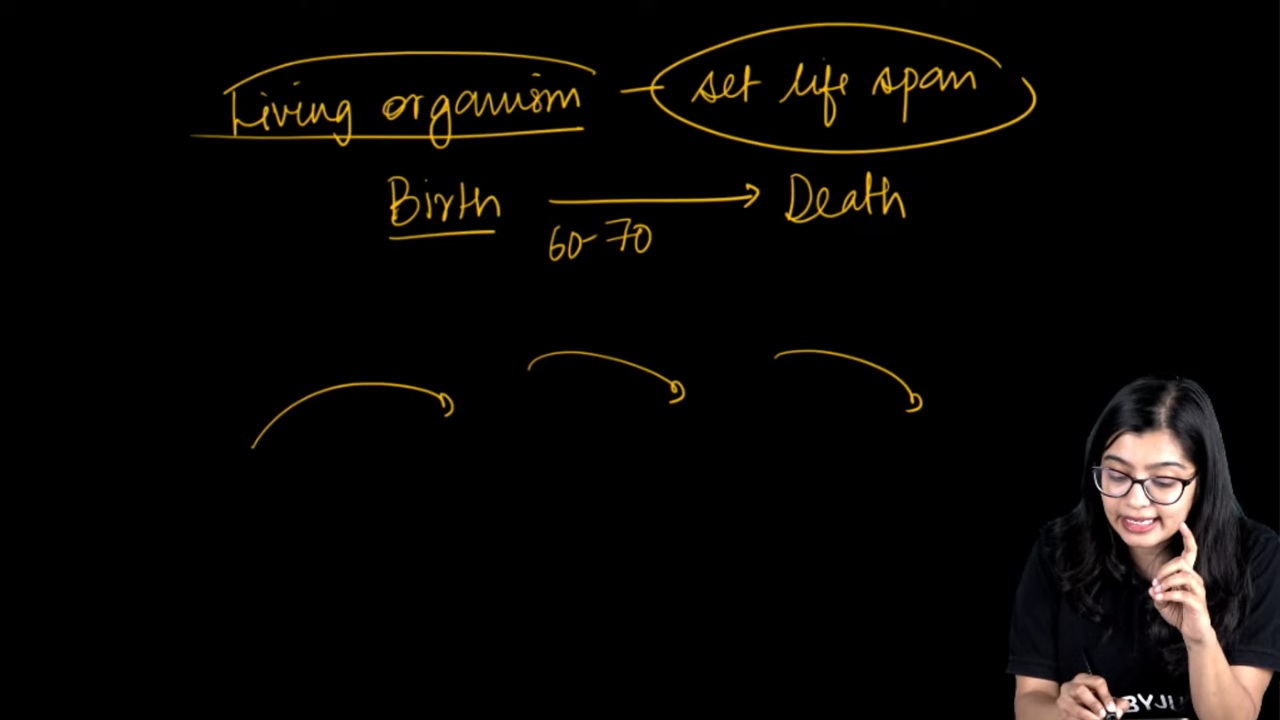 Living organism - set life span
Birth → Death
60-70
BYJU